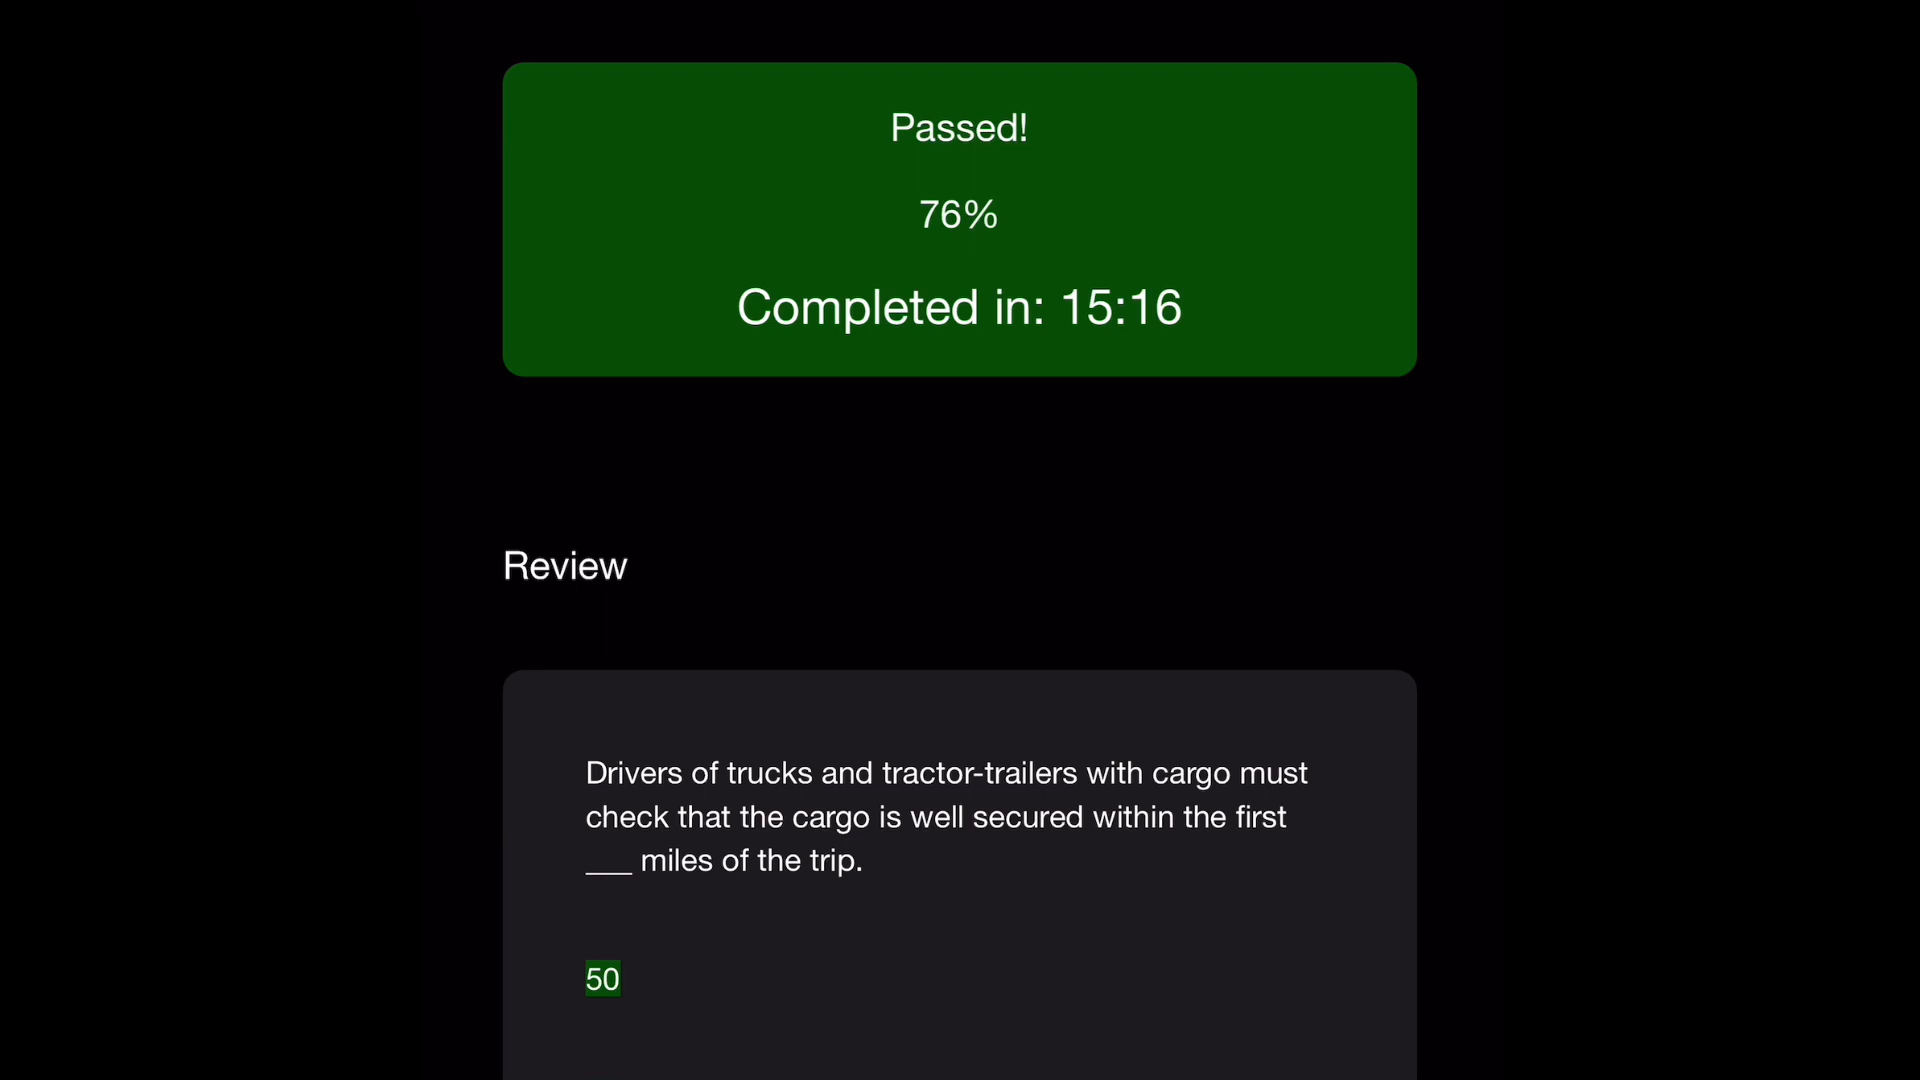 Passed!
76%
Completed in: 15:16
Review
Drivers of trucks and tractor-trailers with cargo must
check that the cargo is well secured within the first
___ miles of the trip.
50